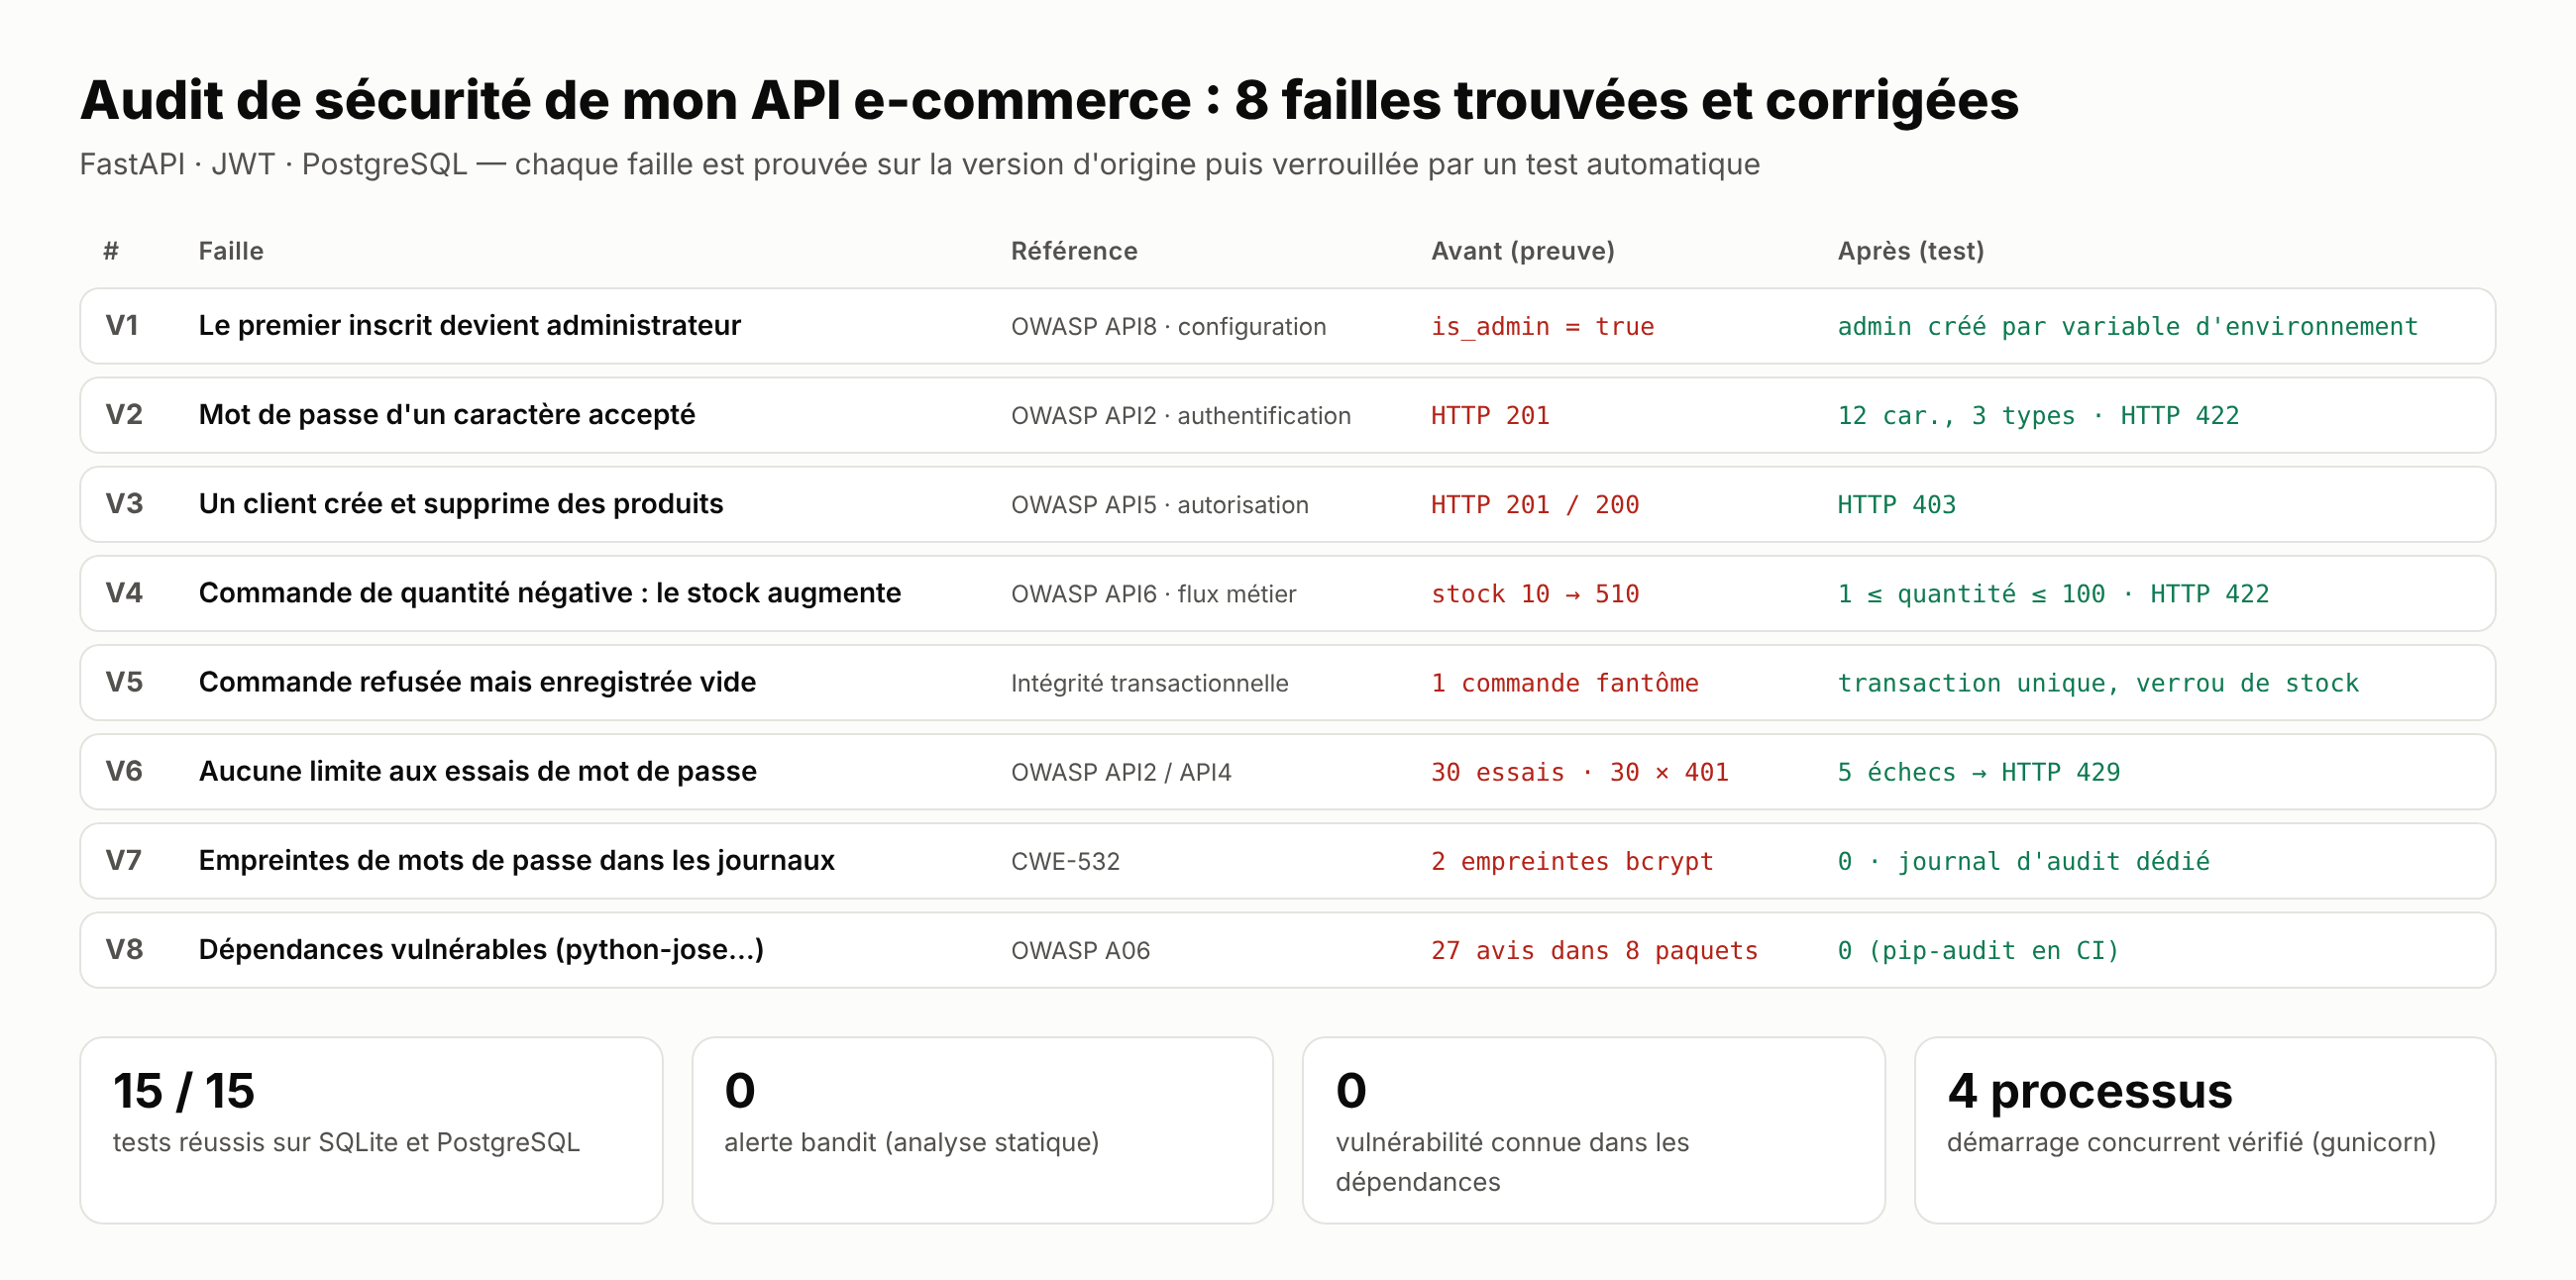 Audit de sécurité de mon API e-commerce : 8 failles trouvées et corrigées
FastAPI · JWT · PostgreSQL — chaque faille est prouvée sur la version d'origine puis verrouillée par un test automatique
# Faille Référence Avant (preuve) Après (test)
V1 Le premier inscrit devient administrateur OWASP API8 · configuration is_admin = true admin créé par variable d'environnement
V2 Mot de passe d'un caractère accepté OWASP API2 · authentification HTTP 201 12 car., 3 types · HTTP 422
V3 Un client crée et supprime des produits OWASP API5 · autorisation HTTP 201 / 200 HTTP 403
V4 Commande de quantité négative : le stock augmente OWASP API6 · flux métier stock 10 → 510 1 ≤ quantité ≤ 100 · HTTP 422
V5 Commande refusée mais enregistrée vide Intégrité transactionnelle 1 commande fantôme transaction unique, verrou de stock
V6 Aucune limite aux essais de mot de passe OWASP API2 / API4 30 essais · 30 × 401 5 échecs → HTTP 429
V7 Empreintes de mots de passe dans les journaux CWE-532 2 empreintes bcrypt 0 · journal d'audit dédié
V8 Dépendances vulnérables (python-jose...) OWASP A06 27 avis dans 8 paquets 0 (pip-audit en CI)
15 / 15
tests réussis sur SQLite et PostgreSQL
0
alerte bandit (analyse statique)
0
vulnérabilité connue dans les
dépendances
4 processus
démarrage concurrent vérifié (gunicorn)